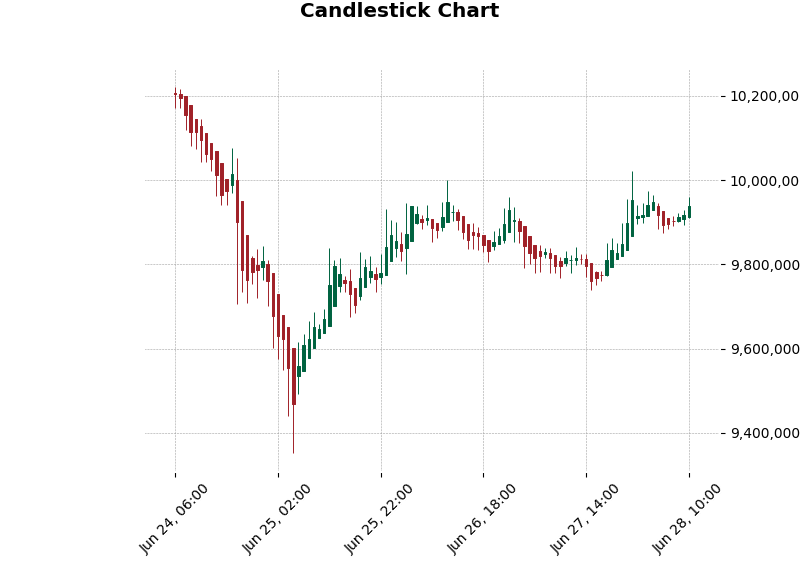 Candlestick Chart
10,200,00
10,000,00
9,800,000
9,600,000
9,400,000
Jun 24, 06:00
Jun 25, 02:00
Jun 25, 22:00
Jun 26, 18:00
Jun 27, 14:00
Jun 28, 10:00